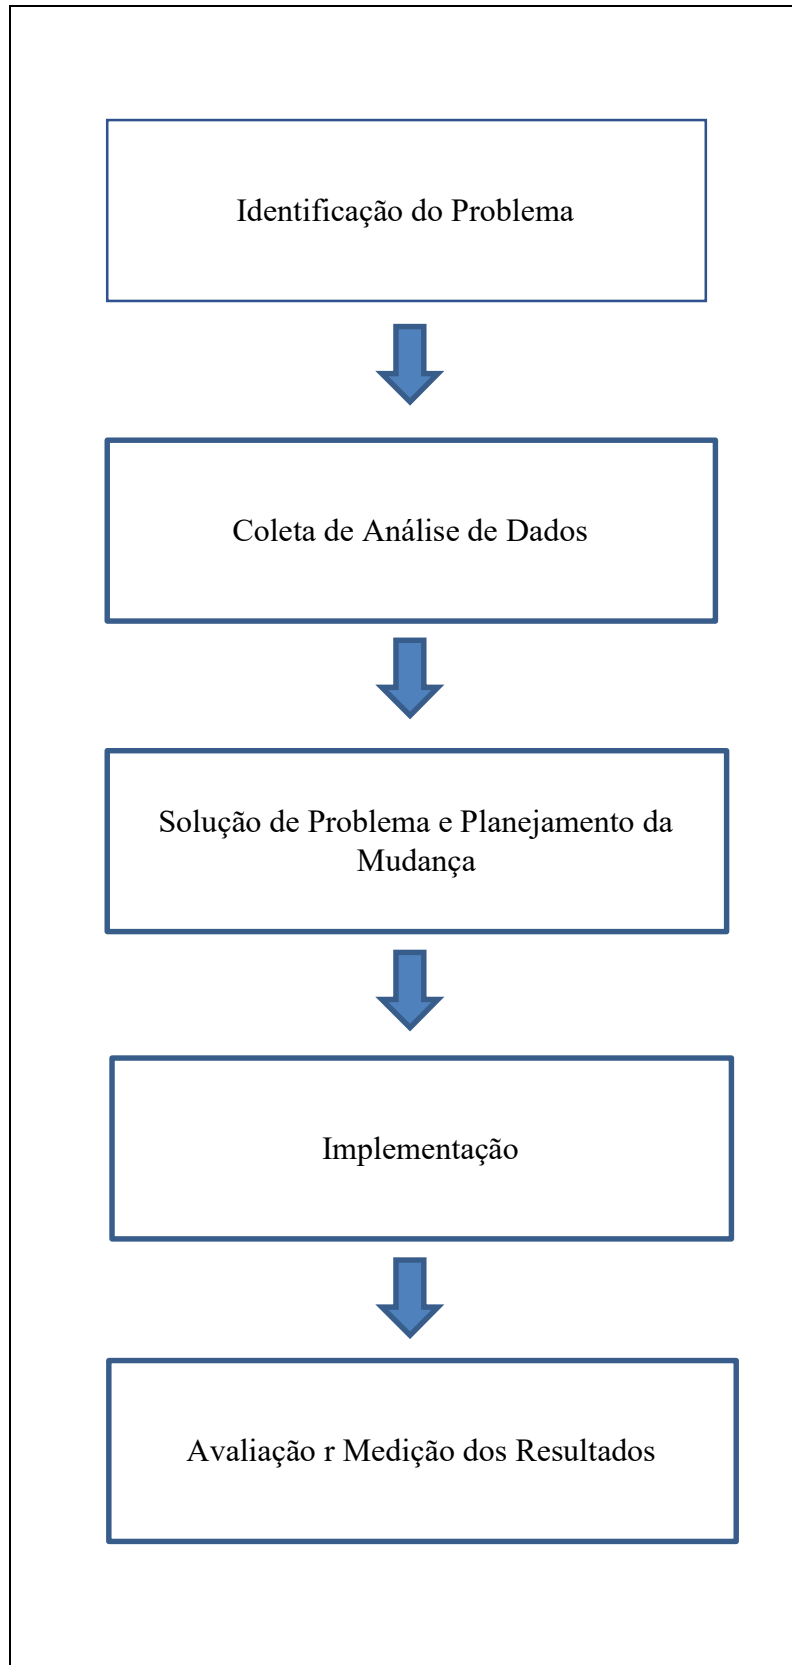 Identificação do Problema
Coleta de Análise de Dados
Solução de Problema e Planejamento da
Mudança
Implementação
Avaliação r Medição dos Resultados